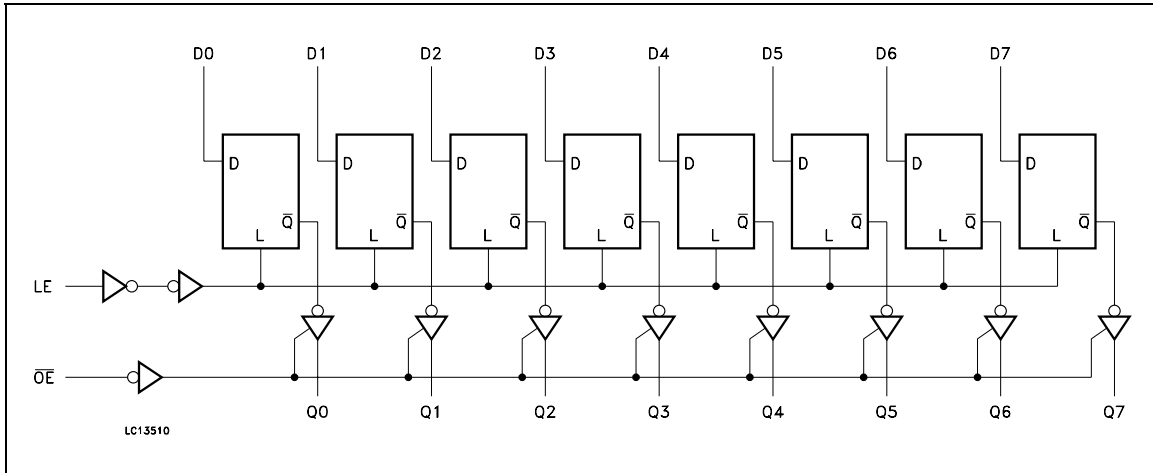 D0 D1 D2 D3 D4 D5 D6 D7
D D D D D D D D
Q̅ Q̅ Q̅ Q̅ Q̅ Q̅ Q̅ Q̅
L L L L L L L L
LE
O̅E̅
Q0 Q1 Q2 Q3 Q4 Q5 Q6 Q7
LC13510